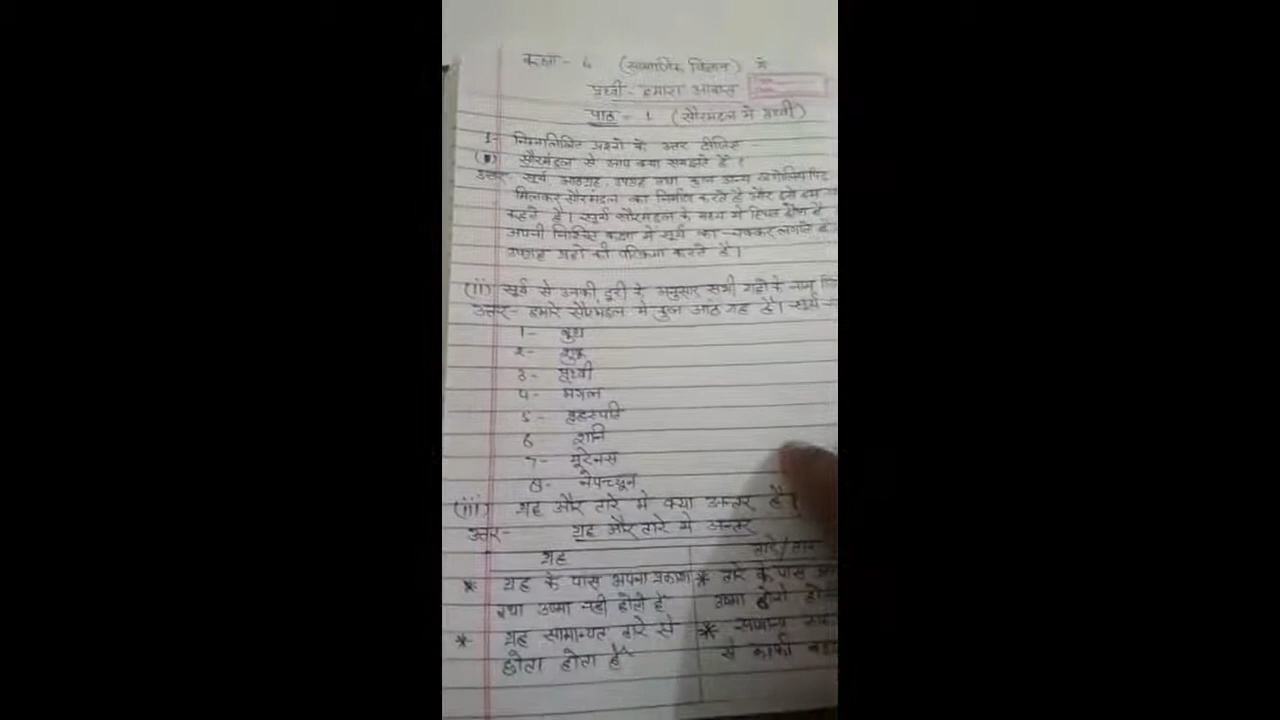 कक्षा - 6 (सामाजिक विज्ञान) में
पृथ्वी - हमारा आवास
पाठ - 1 (सौरमंडल में पृथ्वी)
1- निम्नलिखित प्रश्नों के उत्तर दीजिए -
सौरमंडल से आप क्या समझते हैं ?
उत्तर- सूर्य, आठ ग्रह, उपग्रह तथा कुछ अन्य खगोलीय पिंड
मिलकर सौरमंडल का निर्माण करते है और इसे हम
कहते है। सूर्य सौरमंडल के मध्य में स्थित होता है
अपनी निश्चित कक्षा में सूर्य का चक्कर लगाते है
उपग्रह ग्रहों की परिक्रमा करते है।
(ii) सूर्य से उनकी दूरी के अनुसार सभी ग्रहों के नाम
उत्तर- हमारे सौरमंडल में कुल आठ ग्रह है। सूर्य
1- बुध
2- शुक्र
3- पृथ्वी
4- मंगल
5- बृहस्पति
6 शनि
7- यूरेनस
8- नेपच्यून
(iii) ग्रह और तारे में क्या अन्तर है।
उत्तर- ग्रह और तारे में अन्तर
ग्रह तारे/तारा
* ग्रह के पास अपना प्रकाश * तारे के पास
तथा उष्मा नही होती है उष्मा दोनो
* ग्रह सामान्यत तारे से * सामान्य
छोटा होता है से काफी